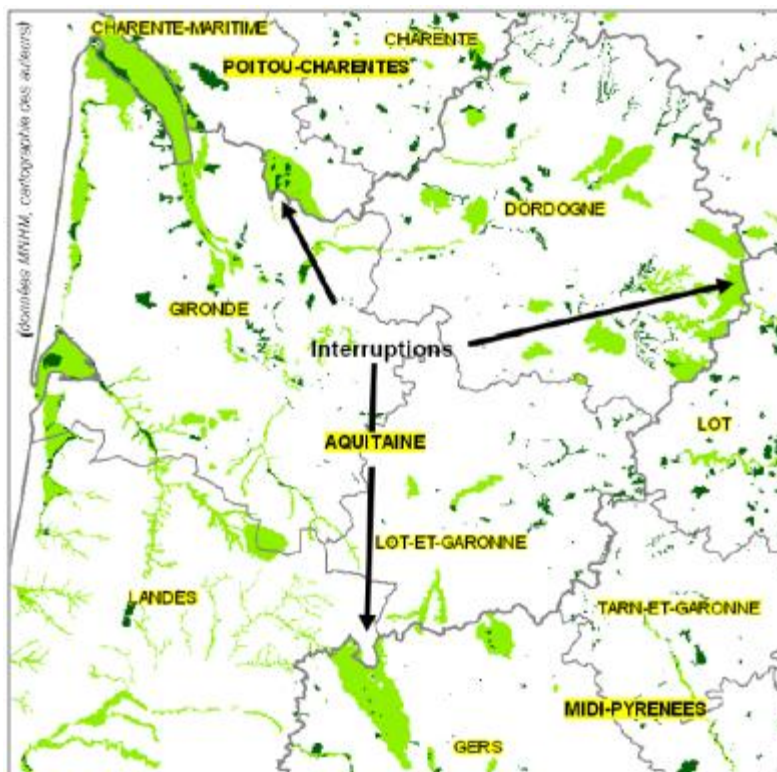 (données MNHM, cartographie des auteurs)
CHARENTE-MARITIME
CHARENTE
POITOU-CHARENTES
DORDOGNE
GIRONDE
Interruptions
LOT
AQUITAINE
LOT-ET-GARONNE
LANDES
TARN-ET-GARONNE
MIDI-PYRENEES
GERS